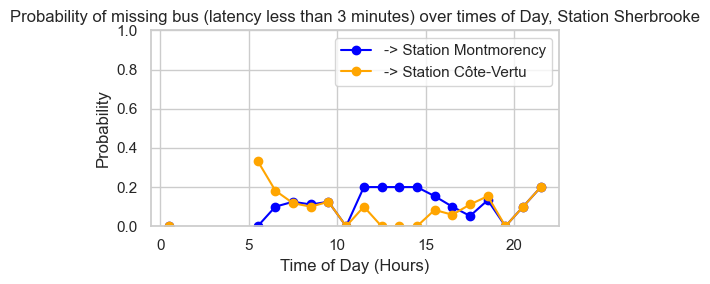 Probability of missing bus (latency less than 3 minutes) over times of Day, Station Sherbrooke
1.0
0.8
0.6
0.4
0.2
0.0
Probability
-> Station Montmorency
-> Station Côte-Vertu
0 5 10 15 20
Time of Day (Hours)